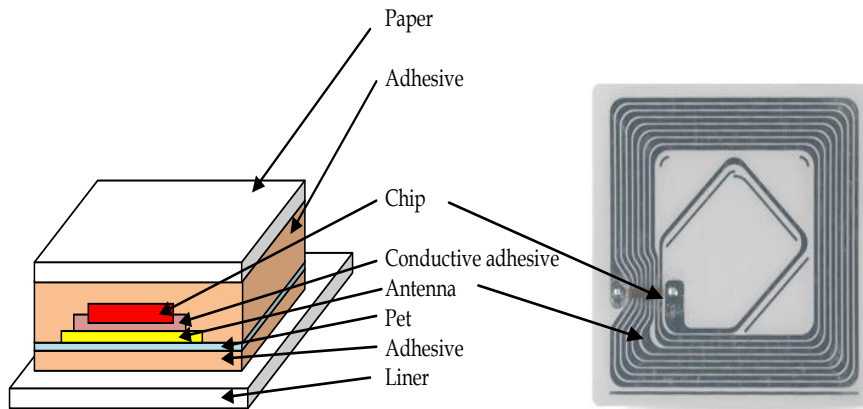 Paper
Adhesive
Chip
Conductive adhesive
Antenna
Pet
Adhesive
Liner